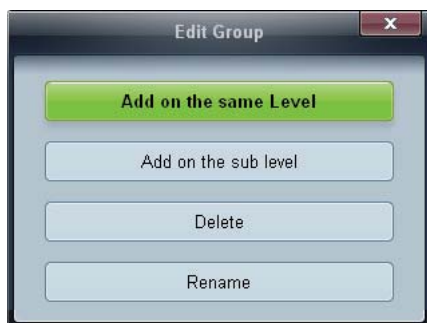 Edit Group
x
Add on the same Level
Add on the sub level
Delete
Rename